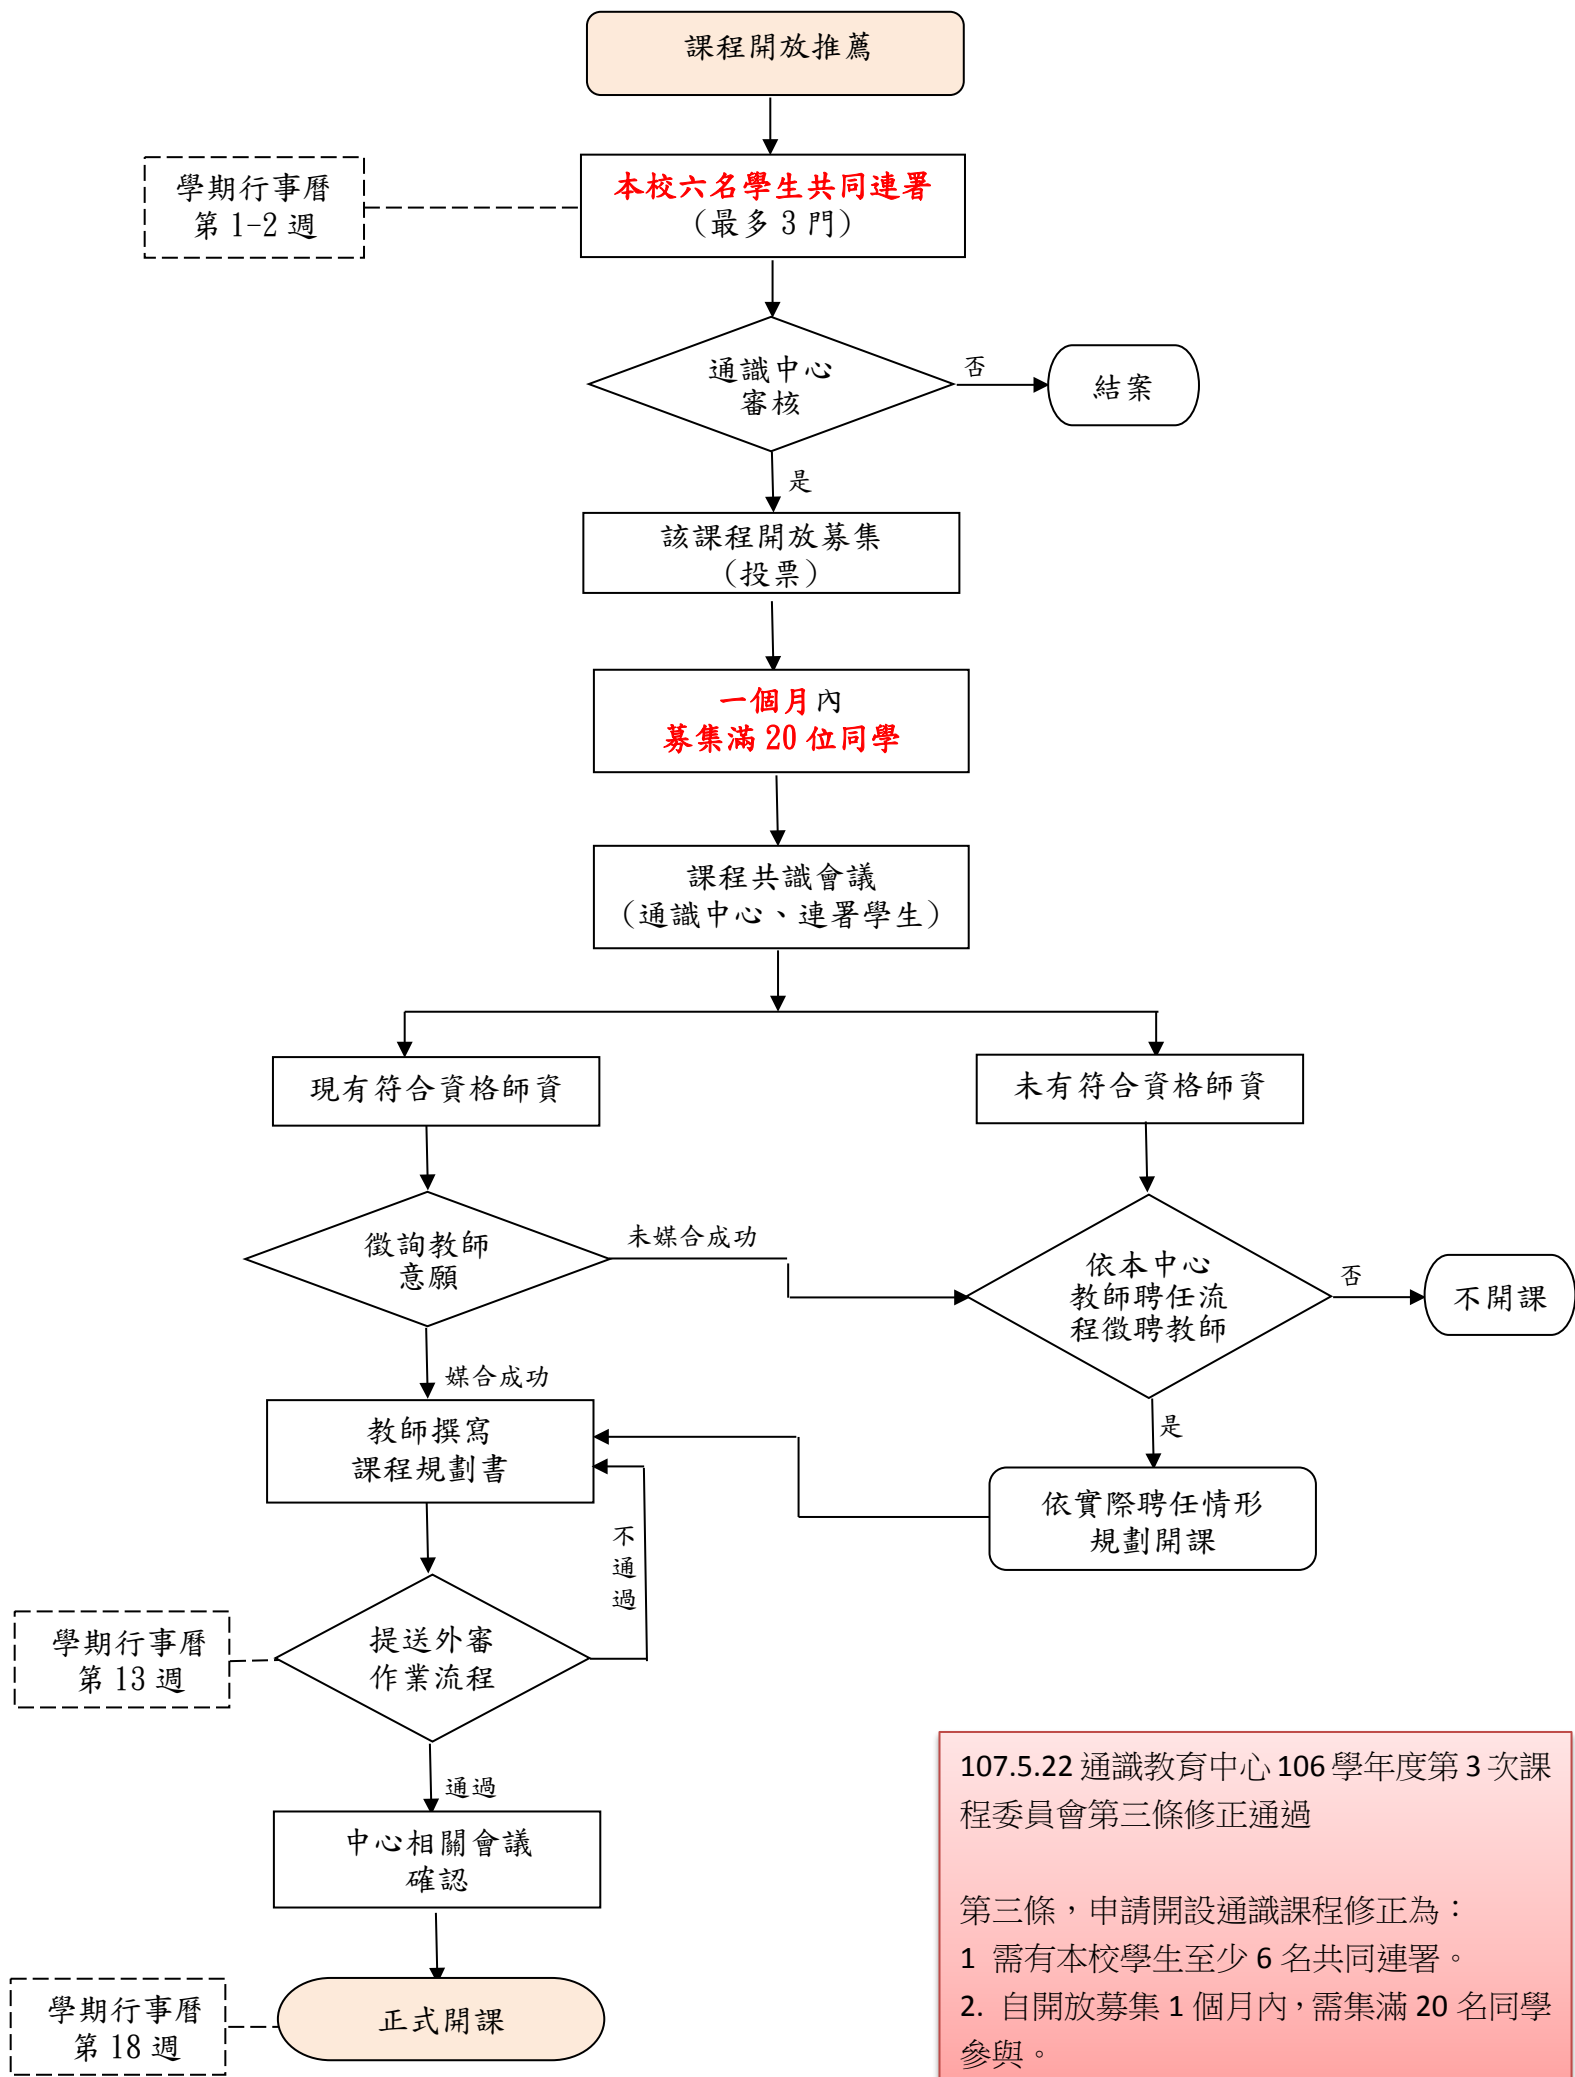 課程開放推薦
學期行事曆
第 1-2 週
本校六名學生共同連署
（最多 3 門）
通識中心
審核
否
結案
是
該課程開放募集
（投票）
一個月內
募集滿 20 位同學
課程共識會議
（通識中心、連署學生）
現有符合資格師資
未有符合資格師資
徵詢教師
意願
未媒合成功
依本中心
教師聘任流
程徵聘教師
否
不開課
媒合成功
是
教師撰寫
課程規劃書
依實際聘任情形
規劃開課
不
通
過
學期行事曆
第 13 週
提送外審
作業流程
通過
中心相關會議
確認
學期行事曆
第 18 週
正式開課
107.5.22 通識教育中心 106 學年度第 3 次課
程委員會第三條修正通過
第三條，申請開設通識課程修正為：
1 需有本校學生至少 6 名共同連署。
2. 自開放募集 1 個月內，需集滿 20 名同學
參與。